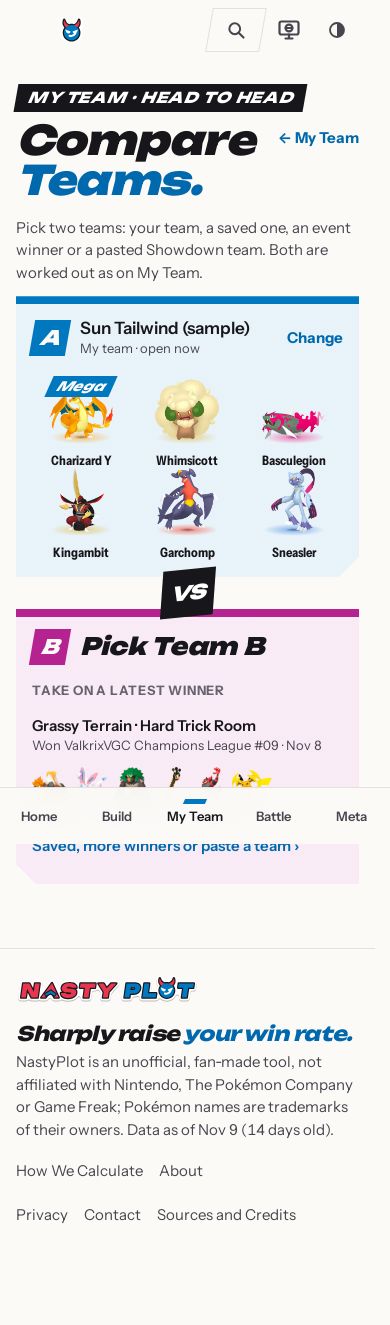 MY TEAM · HEAD TO HEAD
Compare
Teams.
← My Team
Pick two teams: your team, a saved one, an event
winner or a pasted Showdown team. Both are
worked out as on My Team.
A
Sun Tailwind (sample)
My team · open now
Change
Mega
Charizard Y
Whimsicott
Basculegion
Kingambit
Garchomp
Sneasler
VS
B
Pick Team B
TAKE ON A LATEST WINNER
Grassy Terrain · Hard Trick Room
Won ValkrixVGC Champions League #09 · Nov 8
Home
Build
My Team
Battle
Meta
Saved, more winners or paste a team ›
NASTY PLOT
Sharply raise your win rate.
NastyPlot is an unofficial, fan-made tool, not
affiliated with Nintendo, The Pokémon Company
or Game Freak; Pokémon names are trademarks
of their owners. Data as of Nov 9 (14 days old).
How We Calculate
About
Privacy
Contact
Sources and Credits